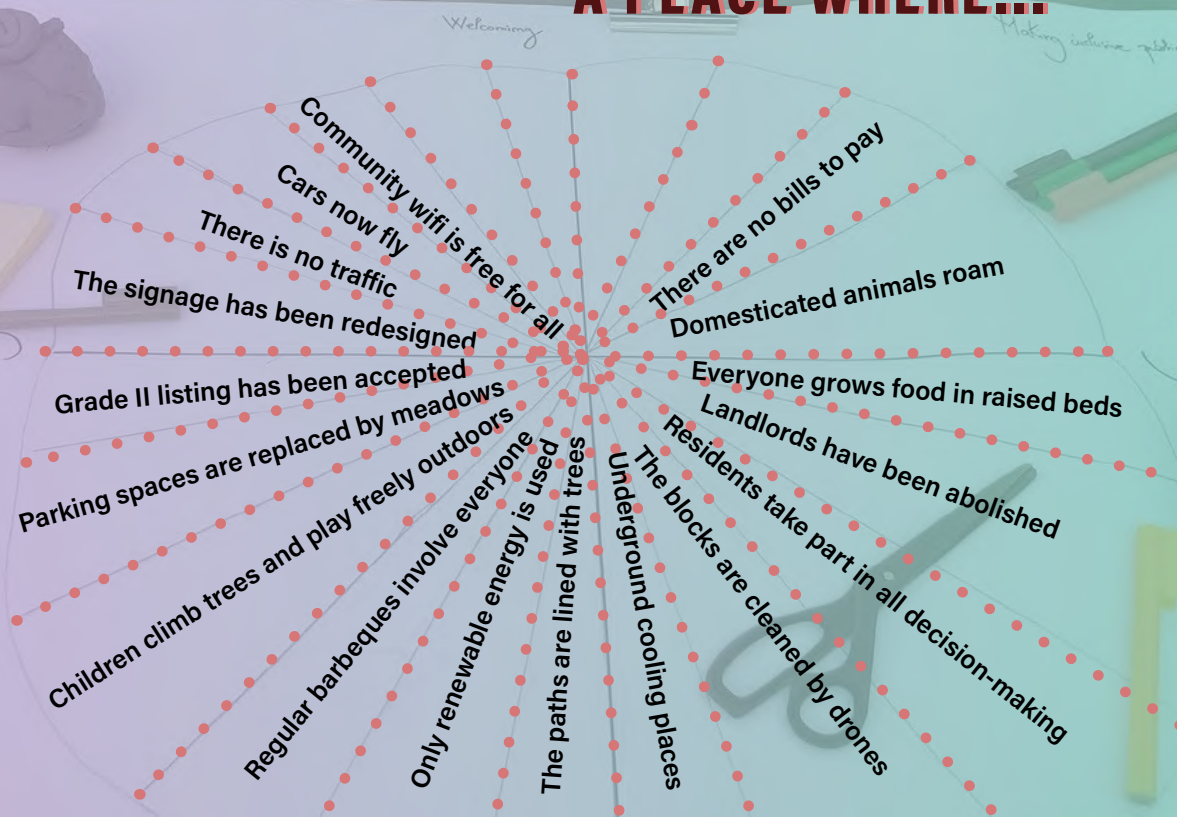 A PLACE WHERE...
Welcoming
Making inclusive
Community wifi is free for all
Cars now fly
There is no traffic
The signage has been redesigned
Grade II listing has been accepted
Parking spaces are replaced by meadows
Children climb trees and play freely outdoors
Regular barbeques involve everyone
Only renewable energy is used
The paths are lined with trees
Underground cooling places
The blocks are cleaned by drones
Residents take part in all decision-making
Landlords have been abolished
Everyone grows food in raised beds
Domesticated animals roam
There are no bills to pay